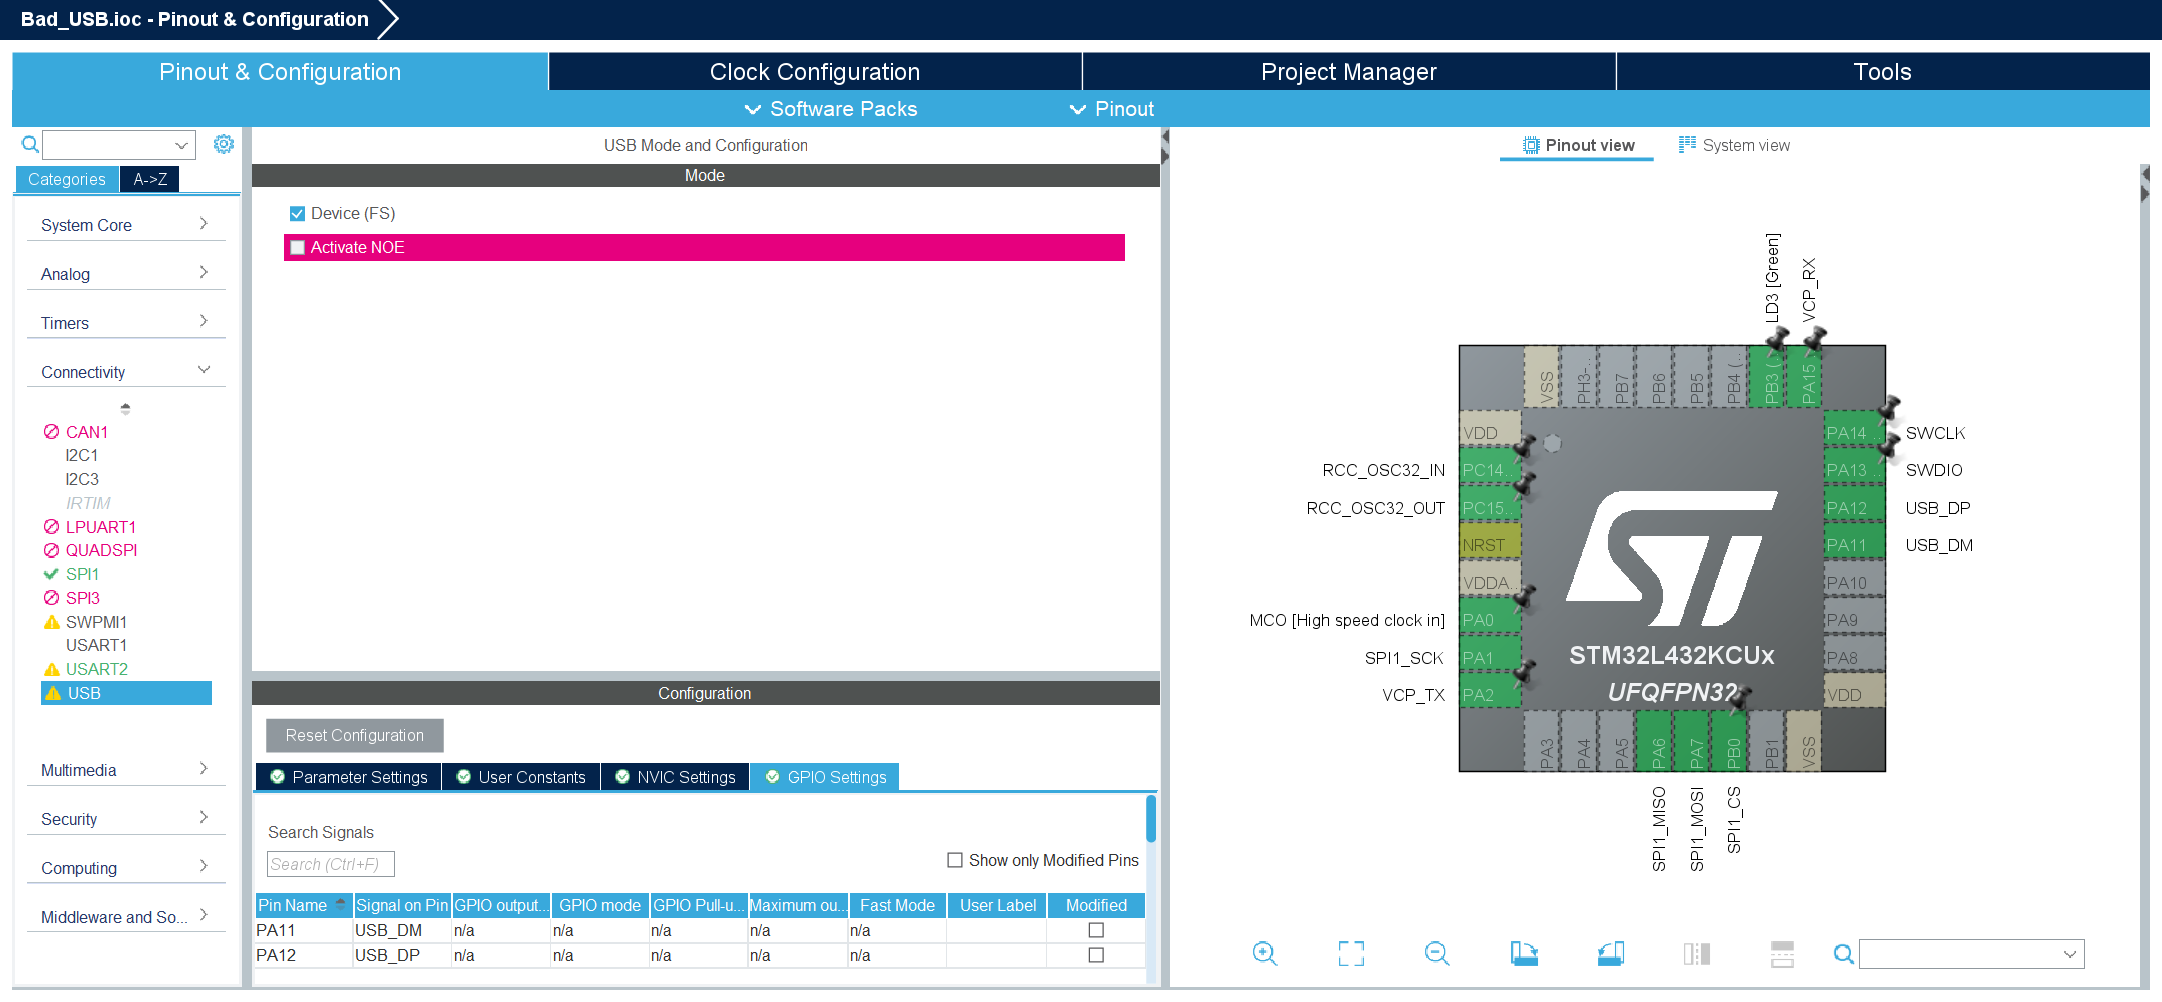 Bad_USB.ioc - Pinout & Configuration
Pinout & Configuration
Clock Configuration
Project Manager
Tools
Software Packs
Pinout
Categories
A->Z
System Core
Analog
Timers
Connectivity
CAN1
I2C1
I2C3
IRTIM
LPUART1
QUADSPI
SPI1
SPI3
SWPMI1
USART1
USART2
USB
Multimedia
Security
Computing
Middleware and So...
USB Mode and Configuration
Mode
Device (FS)
Activate NOE
Configuration
Reset Configuration
Parameter Settings
User Constants
NVIC Settings
GPIO Settings
Search Signals
Search (Ctrl+F)
Show only Modified Pins
Pin Name Signal on Pin GPIO output... GPIO mode GPIO Pull-u... Maximum ou... Fast Mode User Label Modified
PA11 USB_DM n/a n/a n/a n/a n/a
PA12 USB_DP n/a n/a n/a n/a n/a
Pinout view
System view
LD3 [Green]
VCP_RX
VSS
PH3-...
PB7
PB6
PB5
PB4 (...
PB3 (...
PA15 ...
VDD
PC14...
PC15...
NRST
VDDA...
PA0
PA1
PA2
RCC_OSC32_IN
RCC_OSC32_OUT
MCO [High speed clock in]
SPI1_SCK
VCP_TX
PA14 ...
PA13 ...
PA12
PA11
PA10
PA9
PA8
VDD
SWCLK
SWDIO
USB_DP
USB_DM
ST
STM32L432KCUx
UFQFPN32
PA3
PA4
PA5
PA6
PA7
PB0
PB1
VSS
SPI1_MISO
SPI1_MOSI
SPI1_CS